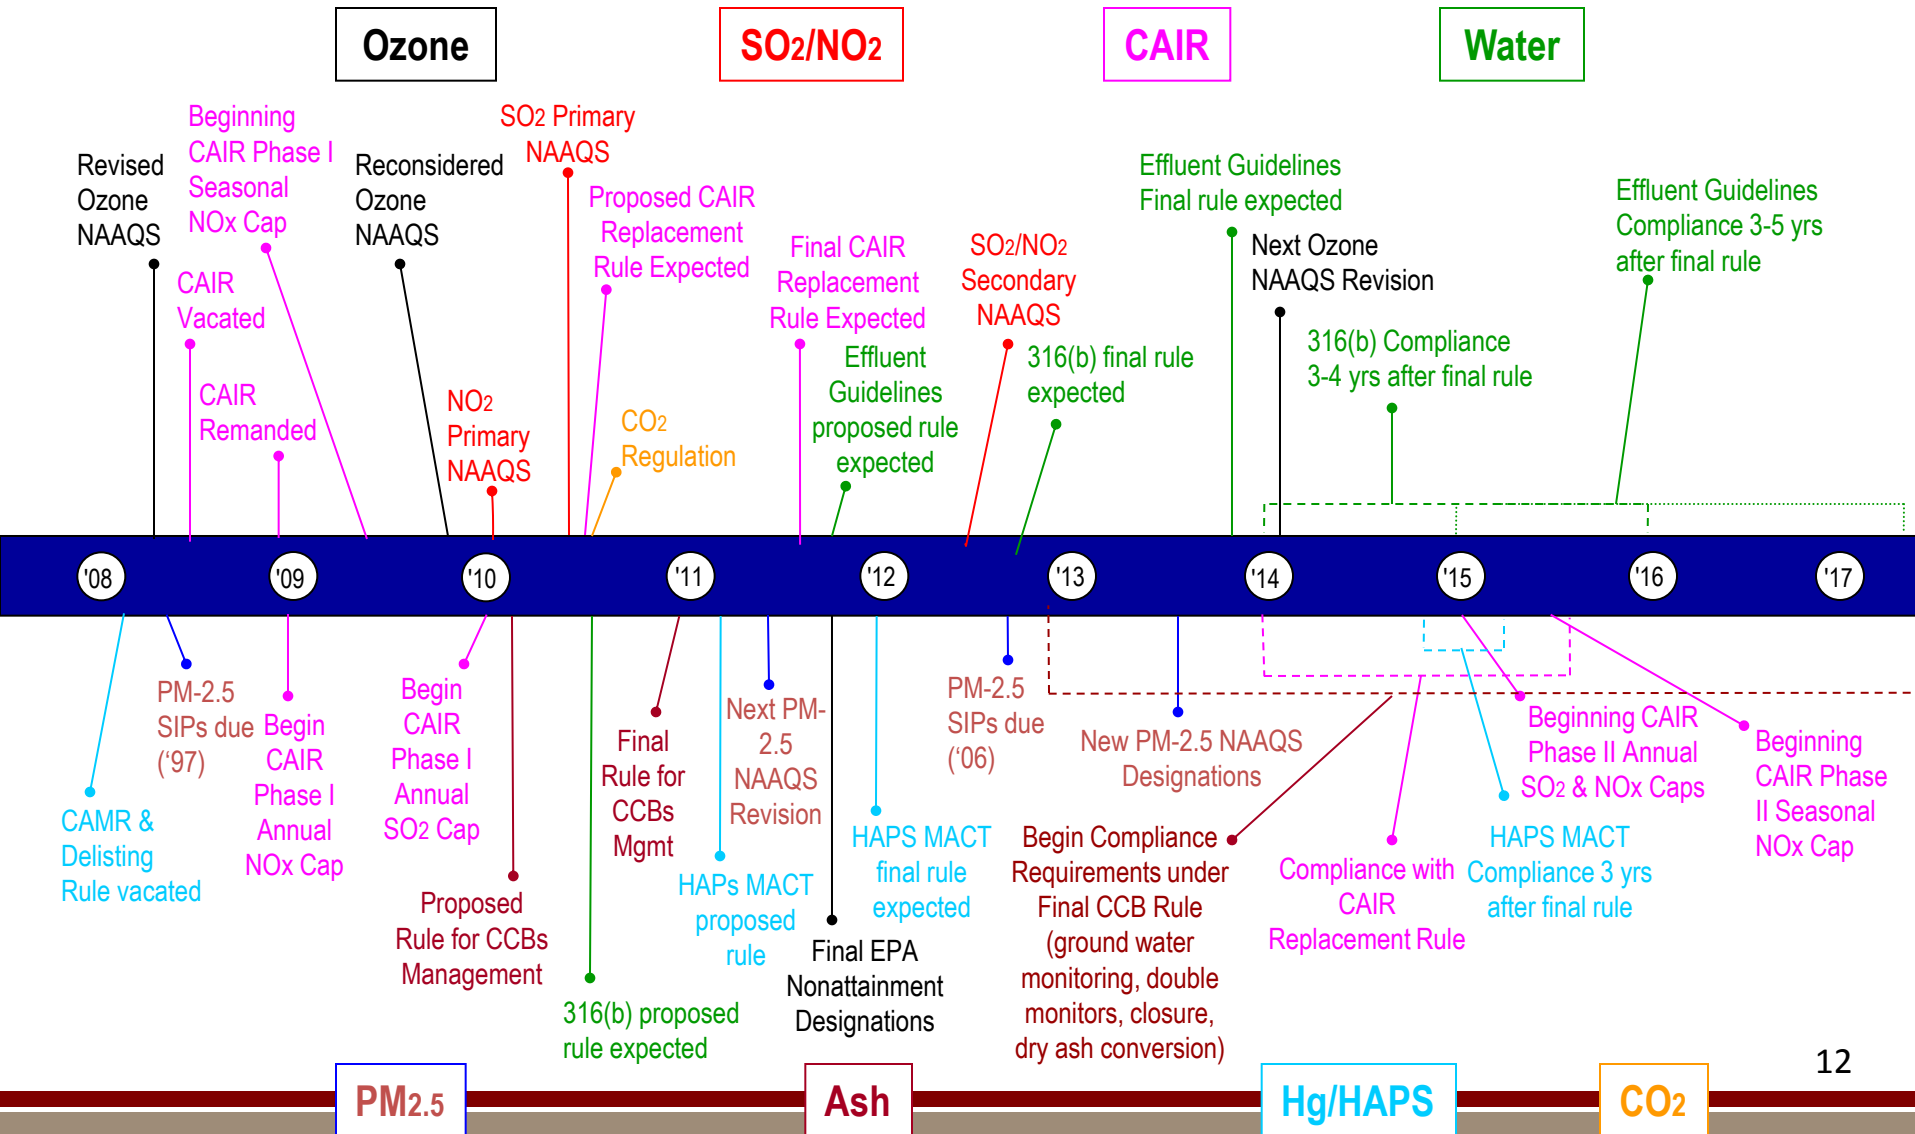 Ozone
SO2/NO2
CAIR
Water
Revised
Ozone
NAAQS
Beginning
CAIR Phase I
Seasonal
NOx Cap
CAIR
Vacated
CAIR
Remanded
Reconsidered
Ozone
NAAQS
NO2
Primary
NAAQS
SO2 Primary
NAAQS
Proposed CAIR
Replacement
Rule Expected
CO2
Regulation
Final CAIR
Replacement
Rule Expected
Effluent
Guidelines
proposed rule
expected
SO2/NO2
Secondary
NAAQS
316(b) final rule
expected
Effluent Guidelines
Final rule expected
Next Ozone
NAAQS Revision
316(b) Compliance
3-4 yrs after final rule
Effluent Guidelines
Compliance 3-5 yrs
after final rule
'08
'09
'10
'11
'12
'13
'14
'15
'16
'17
CAMR &
Delisting
Rule vacated
PM-2.5
SIPs due
(‘97)
Begin
CAIR
Phase I
Annual
NOx Cap
Begin
CAIR
Phase I
Annual
SO2 Cap
Proposed
Rule for CCBs
Management
316(b) proposed
rule expected
Final
Rule for
CCBs
Mgmt
HAPs MACT
proposed
rule
Next PM-
2.5
NAAQS
Revision
Final EPA
Nonattainment
Designations
HAPS MACT
final rule
expected
PM-2.5
SIPs due
(‘06)
New PM-2.5 NAAQS
Designations
Begin Compliance
Requirements under
Final CCB Rule
(ground water
monitoring, double
monitors, closure,
dry ash conversion)
Compliance with
CAIR
Replacement Rule
Beginning CAIR
Phase II Annual
SO2 & NOx Caps
HAPS MACT
Compliance 3 yrs
after final rule
Beginning
CAIR Phase
II Seasonal
NOx Cap
12
PM2.5
Ash
Hg/HAPS
CO2